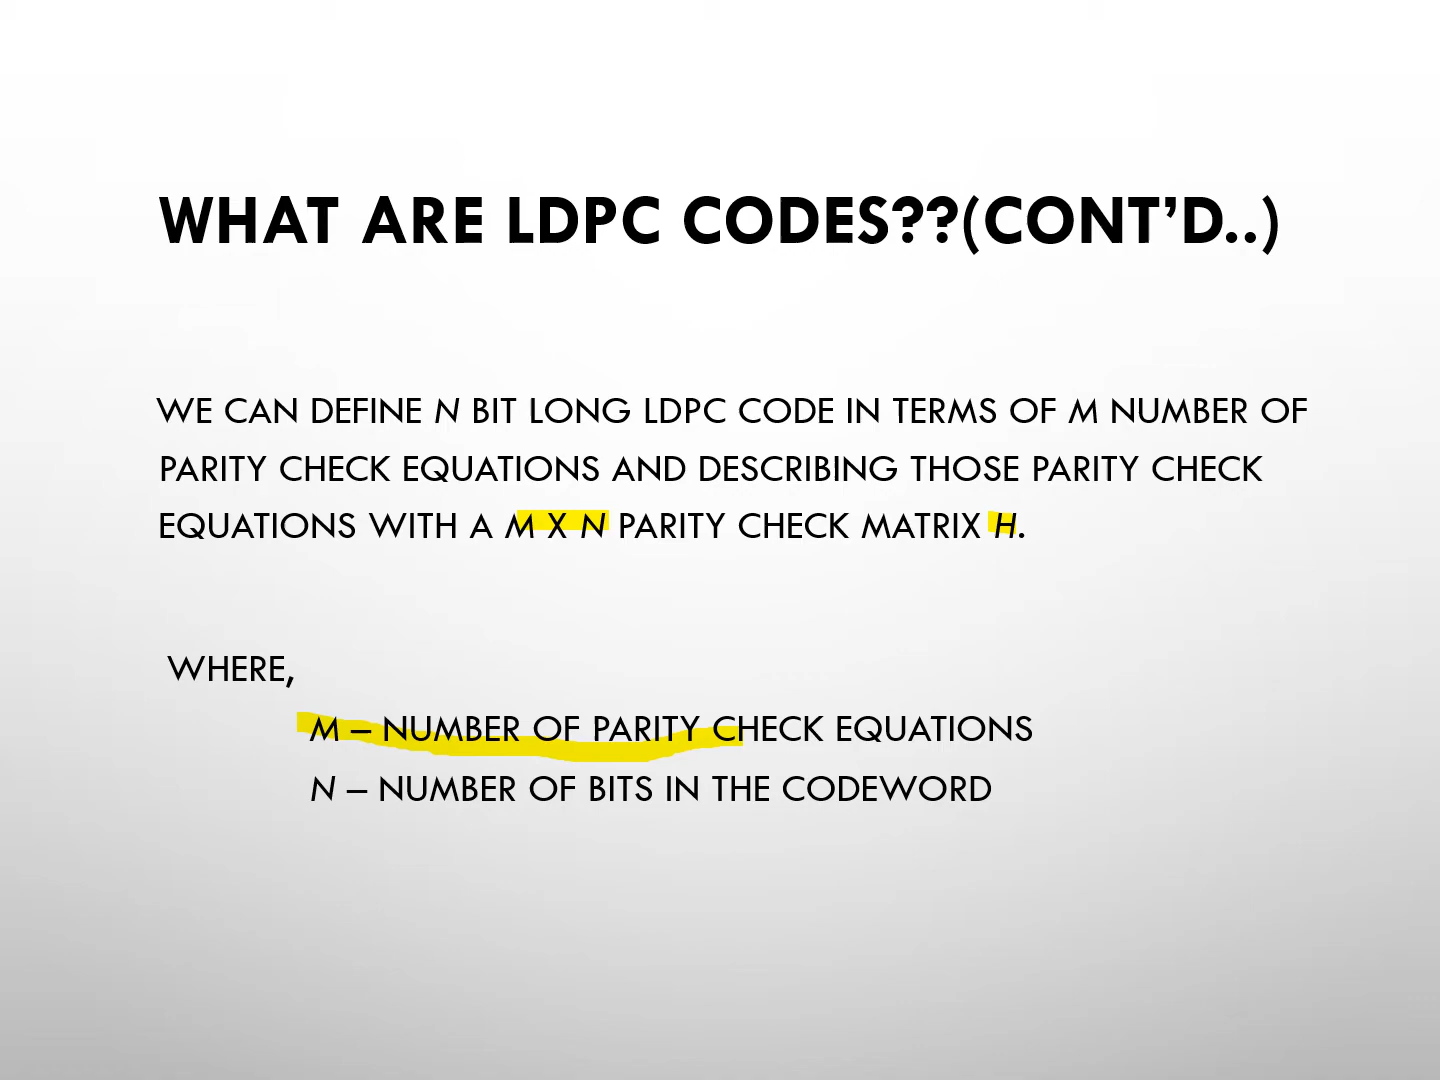 WHAT ARE LDPC CODES??(CONT’D..)
WE CAN DEFINE N BIT LONG LDPC CODE IN TERMS OF M NUMBER OF
PARITY CHECK EQUATIONS AND DESCRIBING THOSE PARITY CHECK
EQUATIONS WITH A M X N PARITY CHECK MATRIX H.
WHERE,
M – NUMBER OF PARITY CHECK EQUATIONS
N – NUMBER OF BITS IN THE CODEWORD